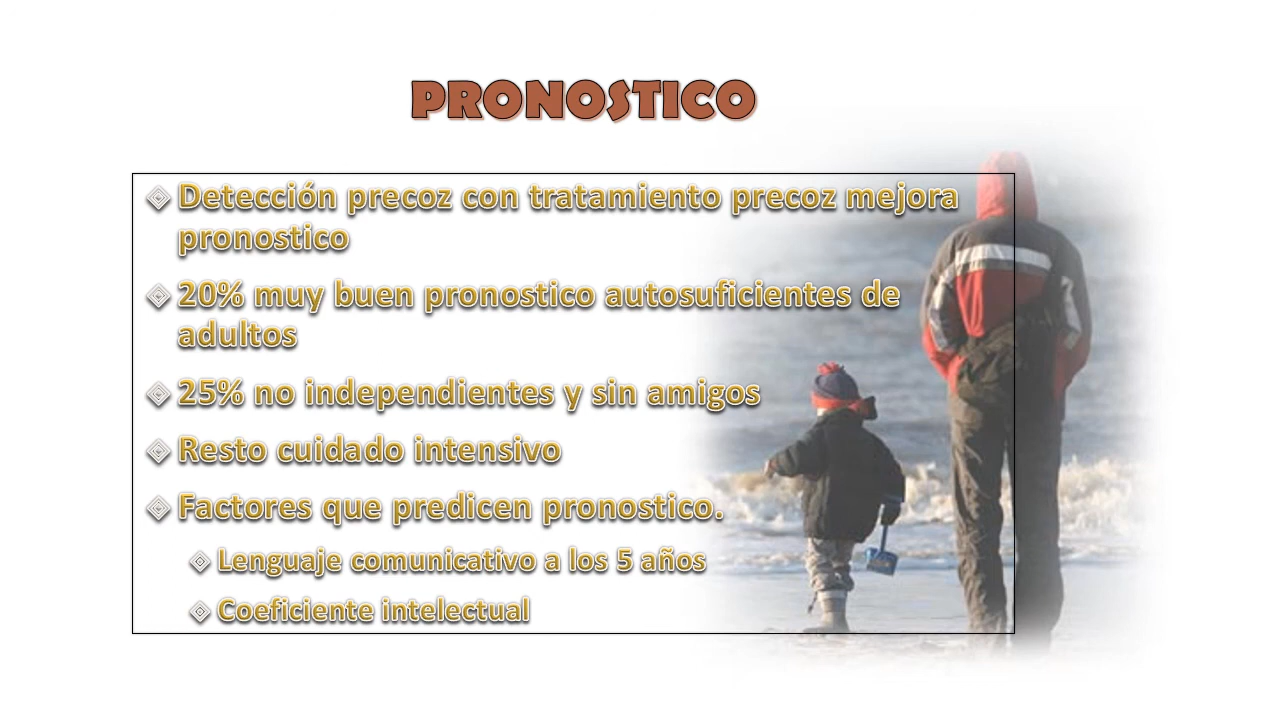 PRONOSTICO
Detección precoz con tratamiento precoz mejora
pronostico
20% muy buen pronostico autosuficientes de
adultos
25% no independientes y sin amigos
Resto cuidado intensivo
Factores que predicen pronostico.
Lenguaje comunicativo a los 5 años
Coeficiente intelectual